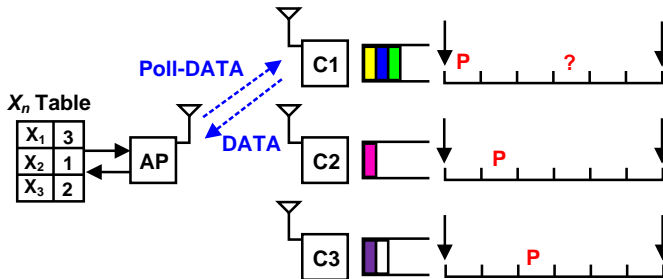 C1
P
?
Poll-DATA
Xn Table
X1 3
X2 1
X3 2
AP
DATA
C2
P
C3
P